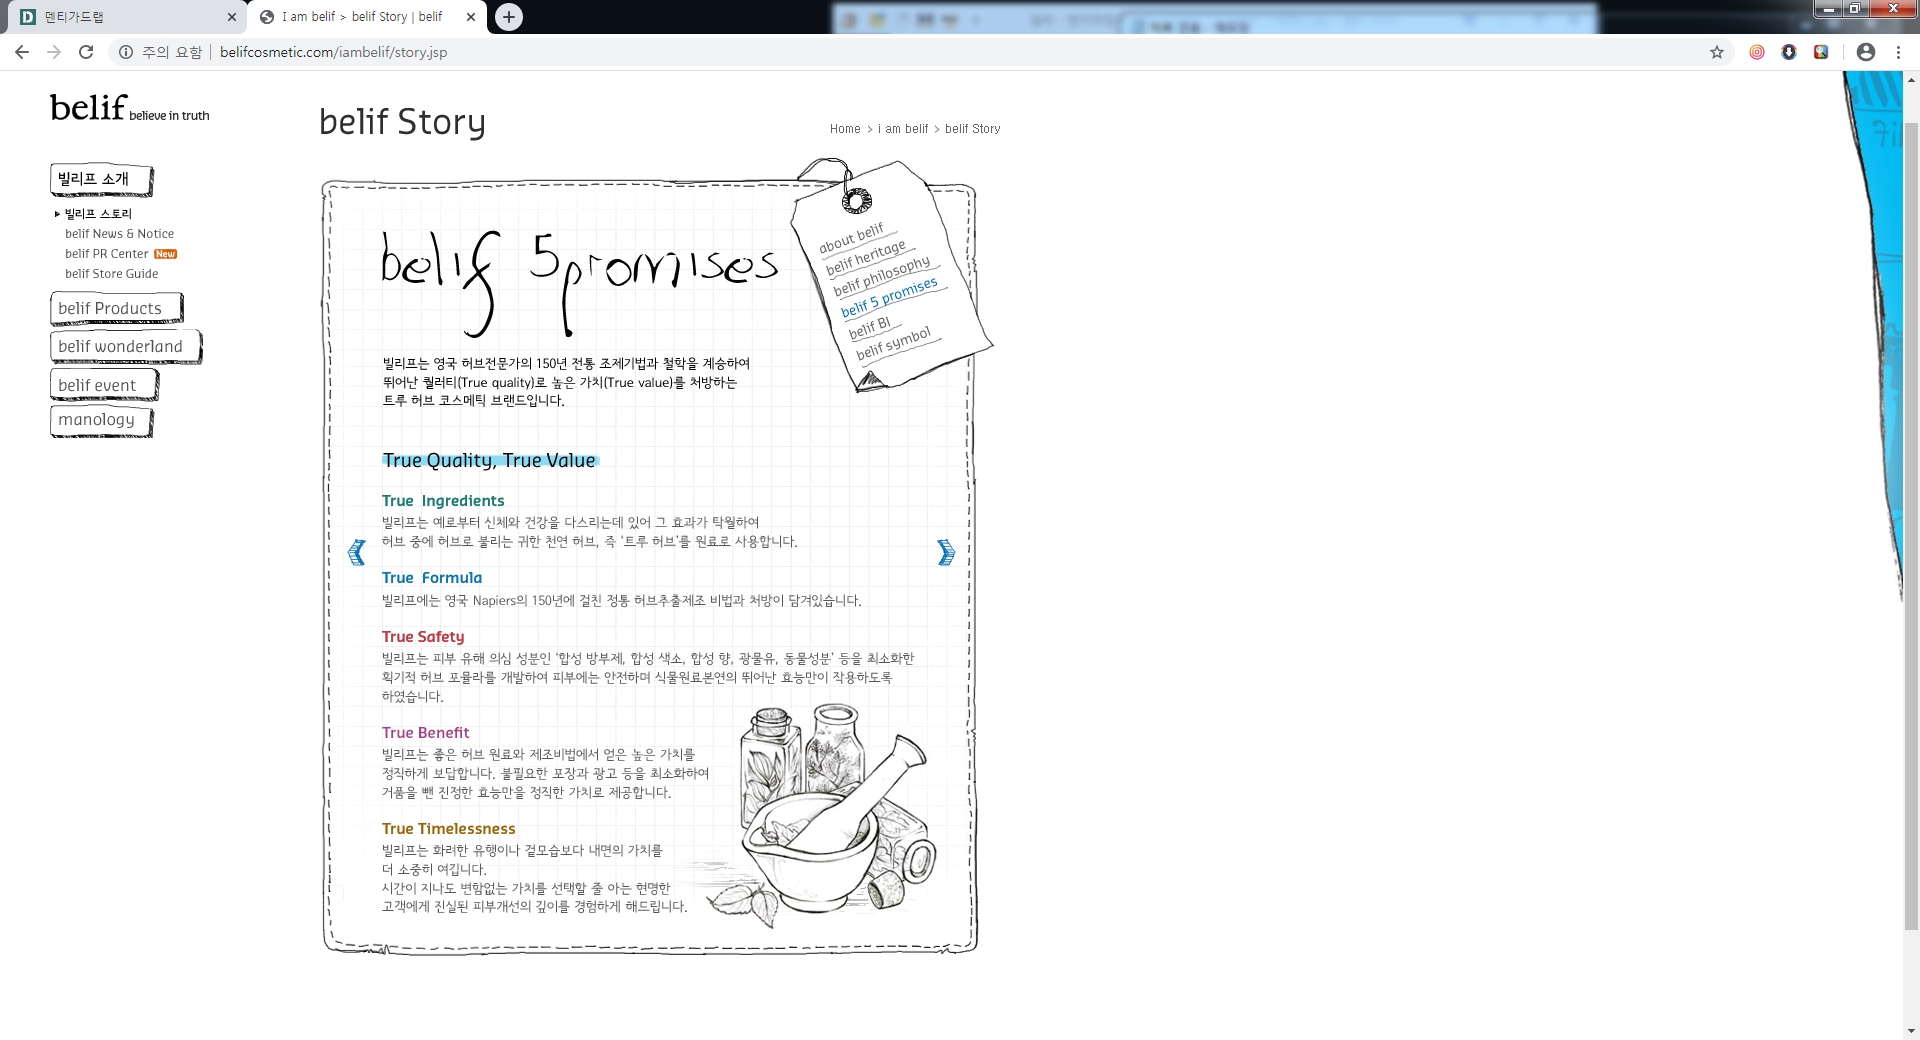 덴티가드랩
I am belif > belif Story | belif
주의 요함
belifcosmetic.com/iambelif/story.jsp
belif believe in truth
belif Story
Home > i am belif > belif Story
빌리프 소개
빌리프 스토리
belif News & Notice
belif PR Center New
belif Store Guide
belif Products
belif wonderland
belif event
manology
about belif
belif heritage
belif philosophy
belif 5 promises
belif BI
belif symbol
belif 5promises
빌리프는 영국 허브전문가의 150년 전통 조제기법과 철학을 계승하여
뛰어난 퀄러티(True quality)로 높은 가치(True value)를 처방하는
트루 허브 코스메틱 브랜드입니다.
True Quality, True Value
True Ingredients
빌리프는 예로부터 신체와 건강을 다스리는데 있어 그 효과가 탁월하여
허브 중에 허브로 불리는 귀한 천연 허브, 즉 ‘트루 허브’를 원료로 사용합니다.
True Formula
빌리프에는 영국 Napiers의 150년에 걸친 정통 허브추출제조 비법과 처방이 담겨있습니다.
True Safety
빌리프는 피부 유해 의심 성분인 ‘합성 방부제, 합성 색소, 합성 향, 광물유, 동물성분’ 등을 최소화한
획기적 허브 포뮬라를 개발하여 피부에는 안전하며 식물원료본연의 뛰어난 효능만이 작용하도록
하였습니다.
True Benefit
빌리프는 좋은 허브 원료와 제조비법에서 얻은 높은 가치를
정직하게 보답합니다. 불필요한 포장과 광고 등을 최소화하여
거품을 뺀 진정한 효능만을 정직한 가치로 제공합니다.
True Timelessness
빌리프는 화려한 유행이나 겉모습보다 내면의 가치를
더 소중히 여깁니다.
시간이 지나도 변함없는 가치를 선택할 줄 아는 현명한
고객에게 진실된 피부개선의 깊이를 경험하게 해드립니다.